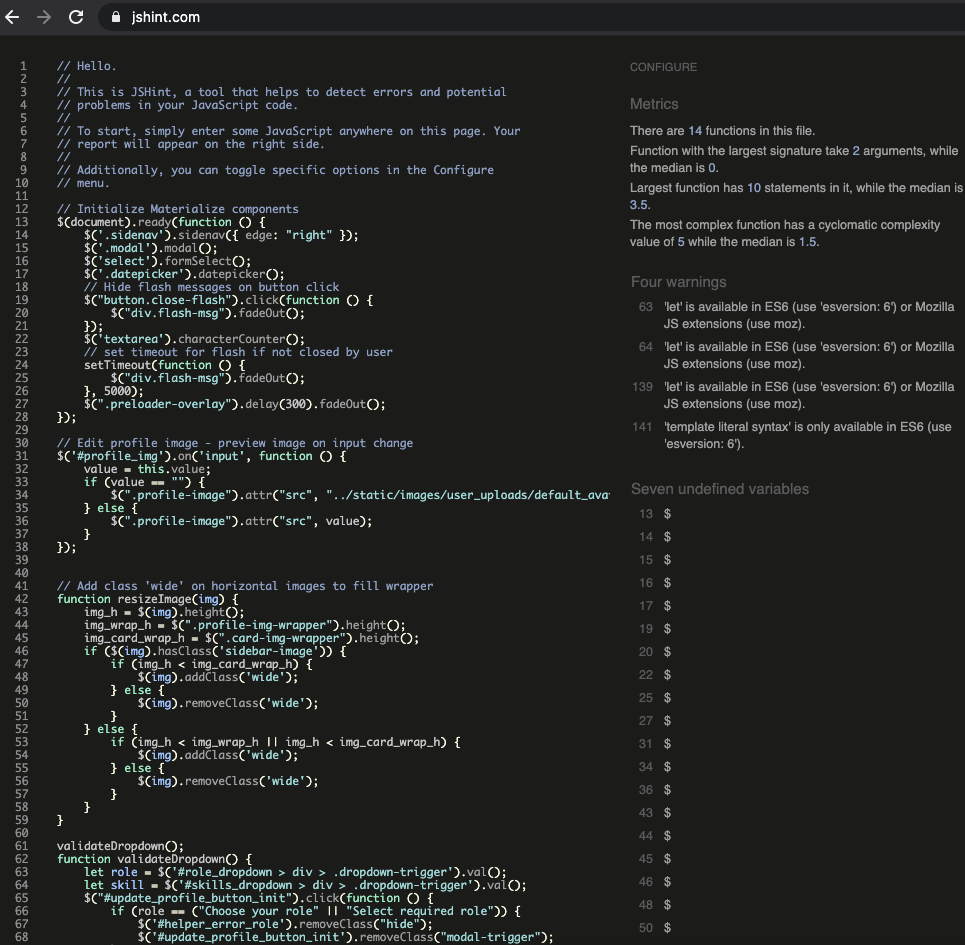 jshint.com
1 // Hello.
2 //
3 // This is JSHint, a tool that helps to detect errors and potential
4 // problems in your JavaScript code.
5 //
6 // To start, simply enter some JavaScript anywhere on this page. Your
7 // report will appear on the right side.
8 //
9 // Additionally, you can toggle specific options in the Configure
10 // menu.
11
12 // Initialize Materialize components
13 $(document).ready(function () {
14     $('.sidenav').sidenav({ edge: "right" });
15     $('.modal').modal();
16     $('select').formSelect();
17     $('.datepicker').datepicker();
18     // Hide flash messages on button click
19     $("button.close-flash").click(function () {
20         $("div.flash-msg").fadeOut();
21     });
22     $('textarea').characterCounter();
23     // set timeout for flash if not closed by user
24     setTimeout(function () {
25         $("div.flash-msg").fadeOut();
26     }, 5000);
27     $(".preloader-overlay").delay(300).fadeOut();
28 });
29
30 // Edit profile image - preview image on input change
31 $('#profile_img').on('input', function () {
32     value = this.value;
33     if (value == "") {
34         $(".profile-image").attr("src", "../static/images/user_uploads/default_ava
35     } else {
36         $(".profile-image").attr("src", value);
37     }
38 });
39
40
41 // Add class 'wide' on horizontal images to fill wrapper
42 function resizeImage(img) {
43     img_h = $(img).height();
44     img_wrap_h = $(".profile-img-wrapper").height();
45     img_card_wrap_h = $(".card-img-wrapper").height();
46     if ($(img).hasClass('sidebar-image')) {
47         if (img_h < img_card_wrap_h) {
48             $(img).addClass('wide');
49         } else {
50             $(img).removeClass('wide');
51         }
52     } else {
53         if (img_h < img_wrap_h || img_h < img_card_wrap_h) {
54             $(img).addClass('wide');
55         } else {
56             $(img).removeClass('wide');
57         }
58     }
59 }
60
61 validateDropdown();
62 function validateDropdown() {
63     let role = $('#role_dropdown > div > .dropdown-trigger').val();
64     let skill = $('#skills_dropdown > div > .dropdown-trigger').val();
65     $("#update_profile_button_init").click(function () {
66         if (role == ("Choose your role" || "Select required role")) {
67             $('#helper_error_role').removeClass("hide");
68             $('#update_profile_button_init').removeClass("modal-trigger");
CONFIGURE
Metrics
There are 14 functions in this file.
Function with the largest signature take 2 arguments, while
the median is 0.
Largest function has 10 statements in it, while the median is
3.5.
The most complex function has a cyclomatic complexity
value of 5 while the median is 1.5.
Four warnings
63 'let' is available in ES6 (use 'esversion: 6') or Mozilla
JS extensions (use moz).
64 'let' is available in ES6 (use 'esversion: 6') or Mozilla
JS extensions (use moz).
139 'let' is available in ES6 (use 'esversion: 6') or Mozilla
JS extensions (use moz).
141 'template literal syntax' is only available in ES6 (use
'esversion: 6').
Seven undefined variables
13 $
14 $
15 $
16 $
17 $
19 $
20 $
22 $
25 $
27 $
31 $
34 $
36 $
43 $
44 $
45 $
46 $
48 $
50 $